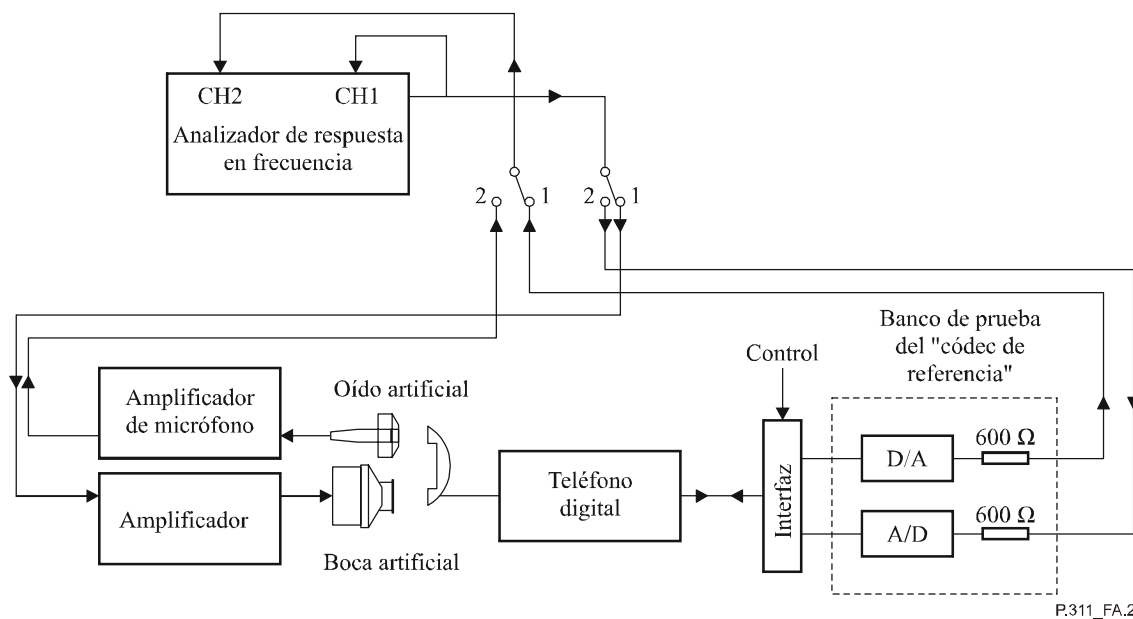 CH2
CH1
Analizador de respuesta
en frecuencia
2
1
2
1
Banco de prueba
del "códec de
referencia"
Control
Amplificador
de micrófono
Oído artificial
600 Ω
D/A
Teléfono
digital
Interfaz
Amplificador
600 Ω
A/D
Boca artificial
P.311_FA.2